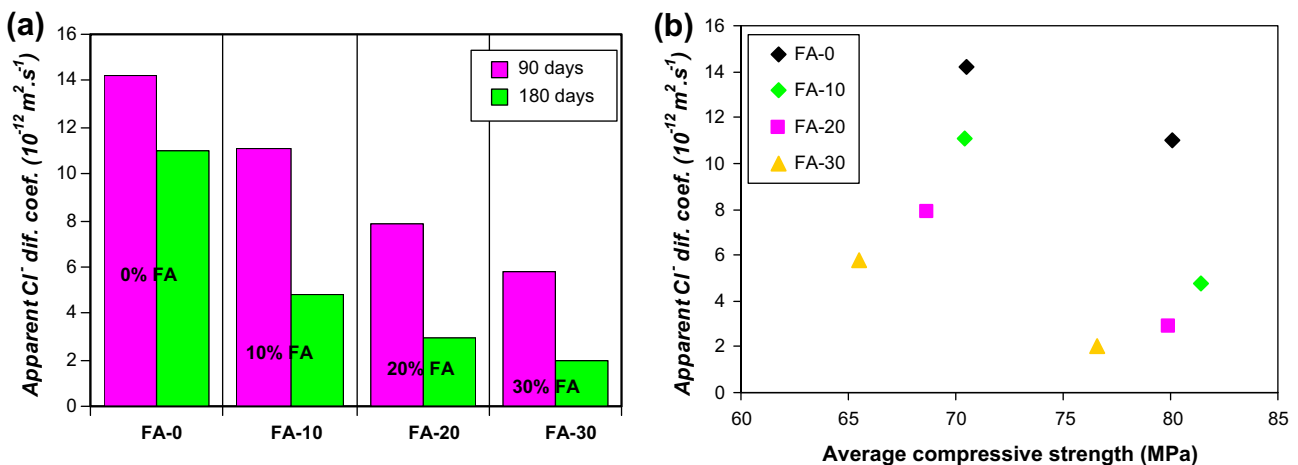 (a)
Apparent Cl⁻ dif. coef. (10⁻¹² m².s⁻¹)
16
14
12
10
8
6
4
2
0
90 days
180 days
0% FA
10% FA
20% FA
30% FA
FA-0
FA-10
FA-20
FA-30
(b)
Apparent Cl⁻ dif. coef. (10⁻¹² m².s⁻¹)
16
14
12
10
8
6
4
2
0
FA-0
FA-10
FA-20
FA-30
60
65
70
75
80
85
Average compressive strength (MPa)